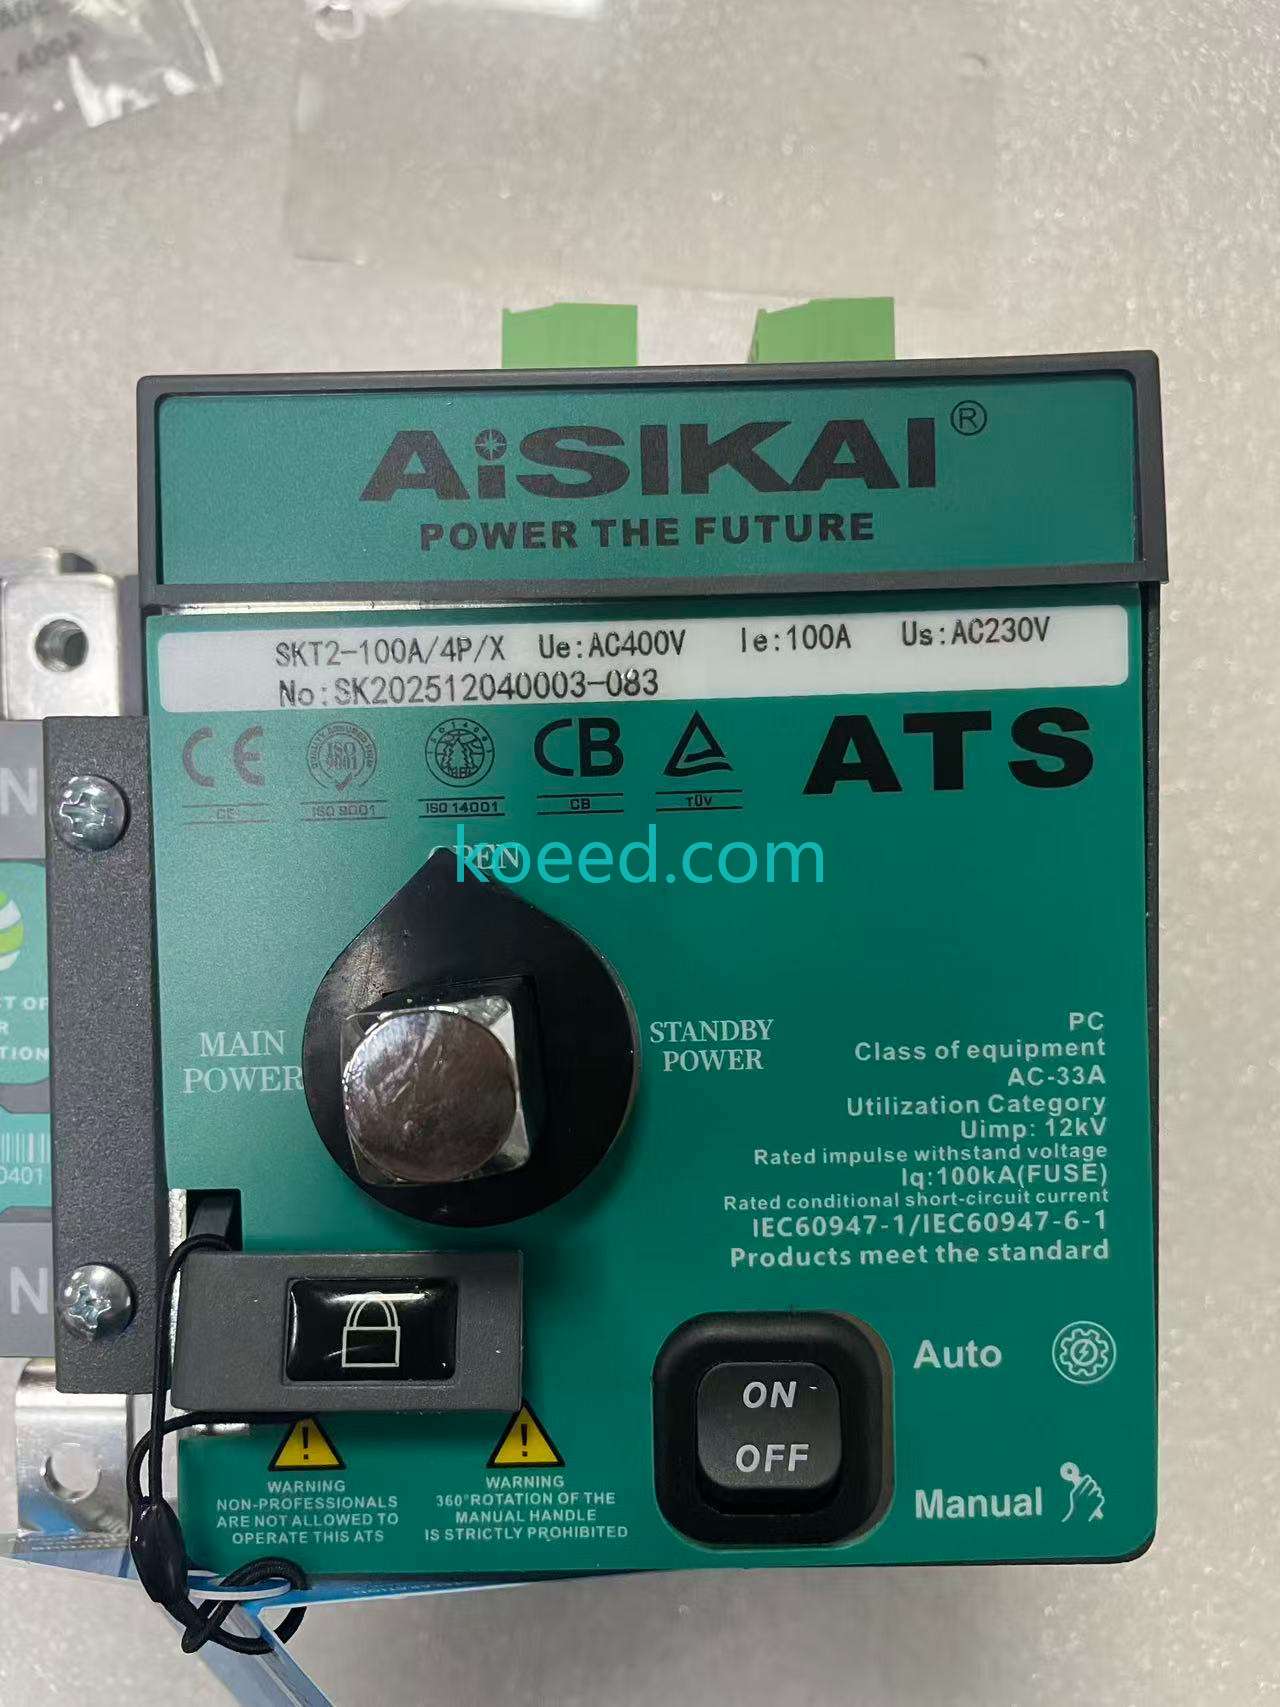 AiSIKAI®
POWER THE FUTURE
SKT2-100A/4P/X Ue:AC400V Ie:100A Us:AC230V
No:SK202512040003-083
CE ISO 9001 ISO 14001 CB TÜV
ATS
koeed.com
MAIN
POWER
STANDBY
POWER
PC
Class of equipment
AC-33A
Utilization Category
Uimp: 12kV
Rated impulse withstand voltage
Iq:100kA(FUSE)
Rated conditional short-circuit current
IEC60947-1/IEC60947-6-1
Products meet the standard
ON
OFF
Auto
Manual
WARNING
NON-PROFESSIONALS
ARE NOT ALLOWED TO
OPERATE THIS ATS
WARNING
360°ROTATION OF THE
MANUAL HANDLE
IS STRICTLY PROHIBITED
N
N
0401